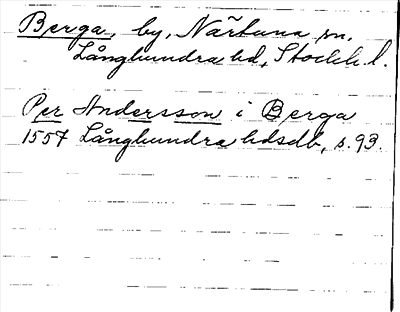 Berga, by, Närtuna sn.
Långhundra hd, Stockh. l.
Per Andersson i Berga
1557 Långhundra hdsdb, s. 93.